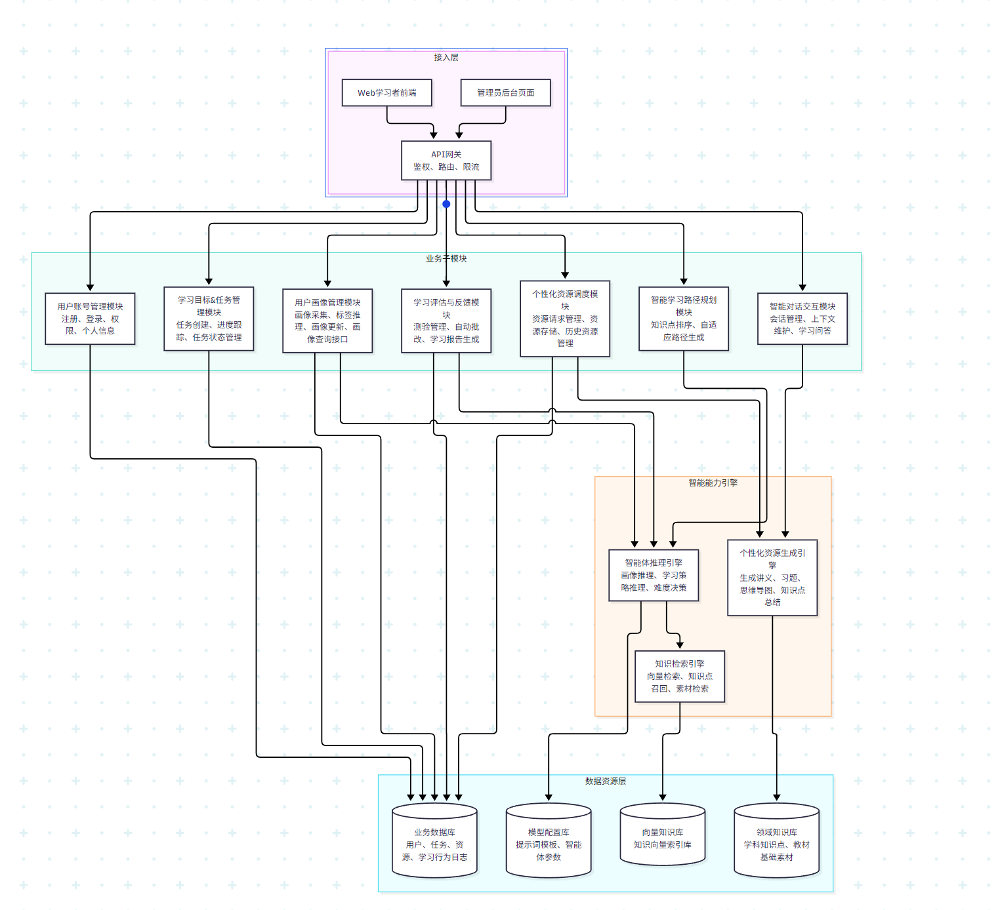 接入层
Web学习者前端
管理员后台页面
API网关
鉴权、路由、限流
业务子模块
用户账号管理模块
注册、登录、权
限、个人信息
学习目标&任务管
理模块
任务创建、进度跟
踪、任务状态管理
用户画像管理模块
画像采集、标签推
理、画像更新、画
像查询接口
学习评估与反馈模
块
测验管理、自动批
改、学习报告生成
个性化资源调度模
块
资源请求管理、资
源存储、历史资源
管理
智能学习路径规划
模块
知识点排序、自适
应路径生成
智能对话交互模块
会话管理、上下文
维护、学习问答
智能能力引擎
智能体推理引擎
画像推理、学习策
略推理、难度决策
个性化资源生成引
擎
生成讲义、习题、
思维导图、知识点
总结
知识检索引擎
向量检索、知识点
召回、素材检索
数据资源层
业务数据库
用户、任务、资
源、学习行为日志
模型配置库
提示词模板、智能
体参数
向量知识库
知识向量索引库
领域知识库
学科知识点、教材
基础素材